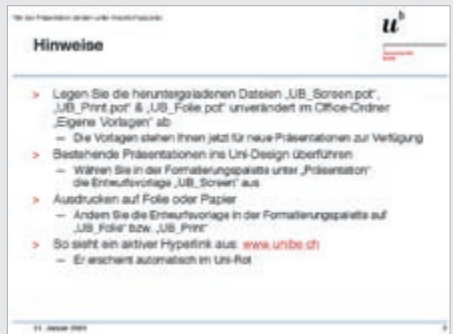 Hinweise
u^b
> Legen Sie die heruntergeladenen Dateien „UB_Screen.pot",
„UB_Print.pot" & „UB_Folie.pot" unverändert im Office-Ordner
„Eigene Vorlagen" ab
– Die Vorlagen stehen Ihnen jetzt für neue Präsentationen zur Verfügung
> Bestehende Präsentationen ins Uni-Design überführen
– Wählen Sie in der Formatierungspalette unter „Präsentation"
die Entwurfsvorlage „UB_Screen" aus
> Ausdrucken auf Folie oder Papier
– Ändern Sie die Entwurfsvorlage in der Formatierungspalette auf
„UB_Folie" bzw. „UB_Print"
> So sieht ein aktiver Hyperlink aus: www.unibe.ch
– Er erscheint automatisch im Uni-Rot